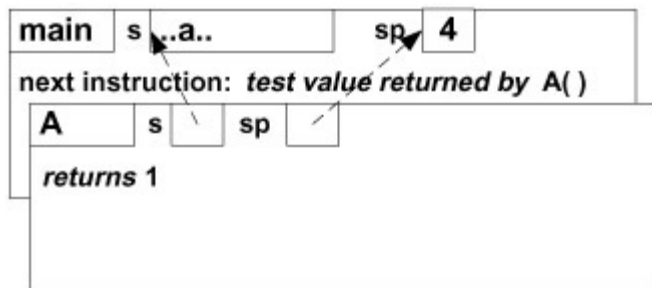 main s ..a.. sp 4
next instruction: test value returned by A( )
A s sp
returns 1